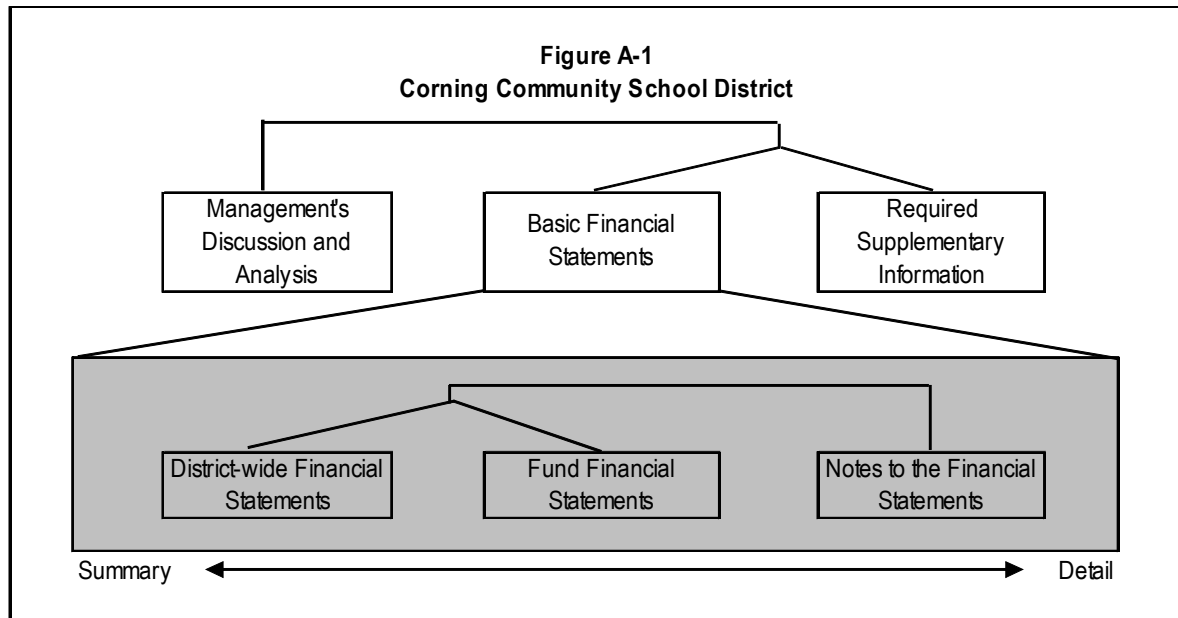 Figure A-1
Corning Community School District
Management's
Discussion and
Analysis
Basic Financial
Statements
Required
Supplementary
Information
District-wide Financial
Statements
Fund Financial
Statements
Notes to the Financial
Statements
Summary
Detail